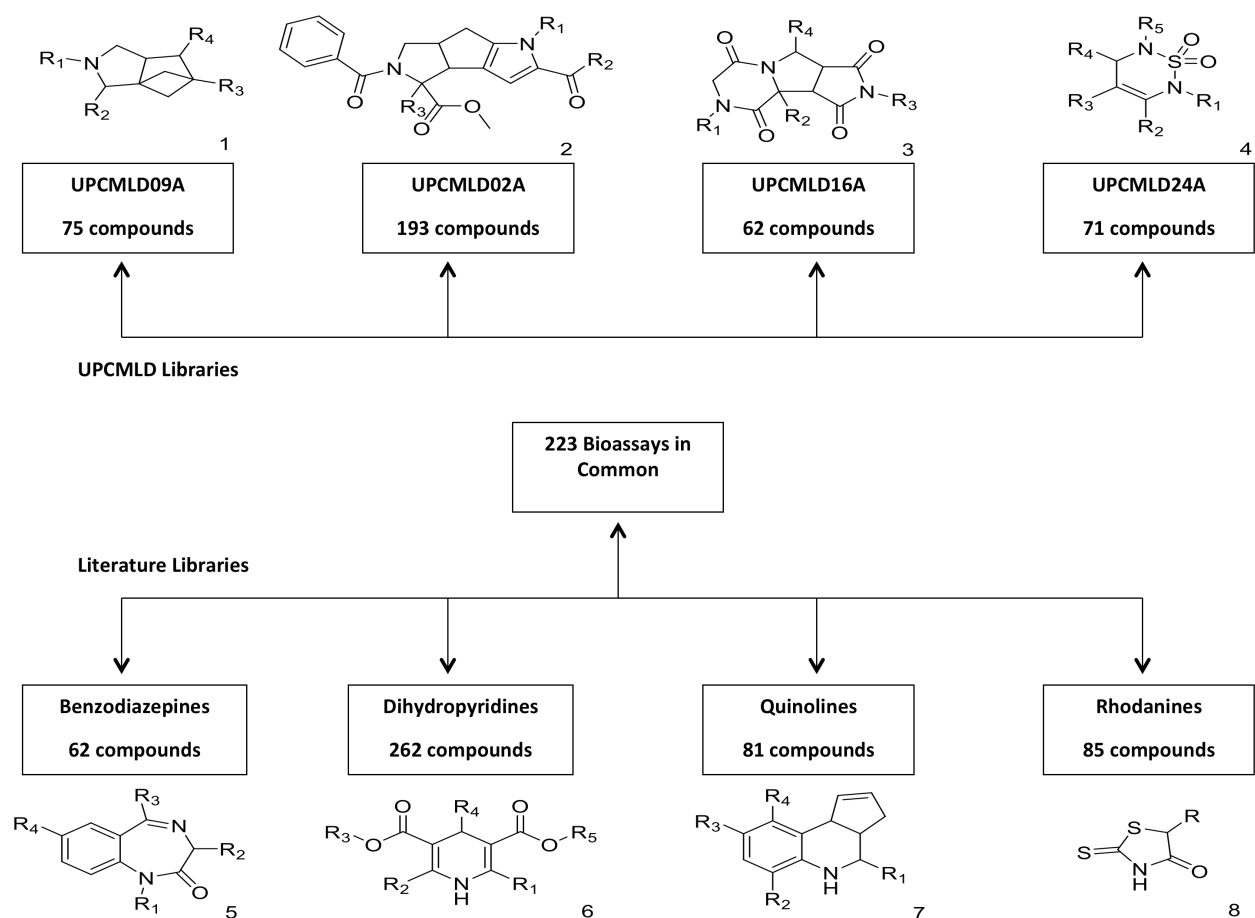 R₄
R₁
N
R₂
R₃
1
N
O
R₃
O
O
N
R₁
R₂
O
2
R₄
O
N
O
N
R₁
O
R₂
O
N
R₃
3
R₅
R₄
N
O
S
O
R₃
N
R₁
R₂
4
UPCMLD09A
75 compounds
UPCMLD02A
193 compounds
UPCMLD16A
62 compounds
UPCMLD24A
71 compounds
UPCMLD Libraries
223 Bioassays in
Common
Literature Libraries
Benzodiazepines
62 compounds
Dihydropyridines
262 compounds
Quinolines
81 compounds
Rhodanines
85 compounds
R₃
R₄
N
R₂
N
O
R₁
5
O
R₄
O
R₃
O
O
R₅
R₂
N
H
R₁
6
R₄
R₃
NH
R₁
R₂
7
R
S
S
NH
O
8